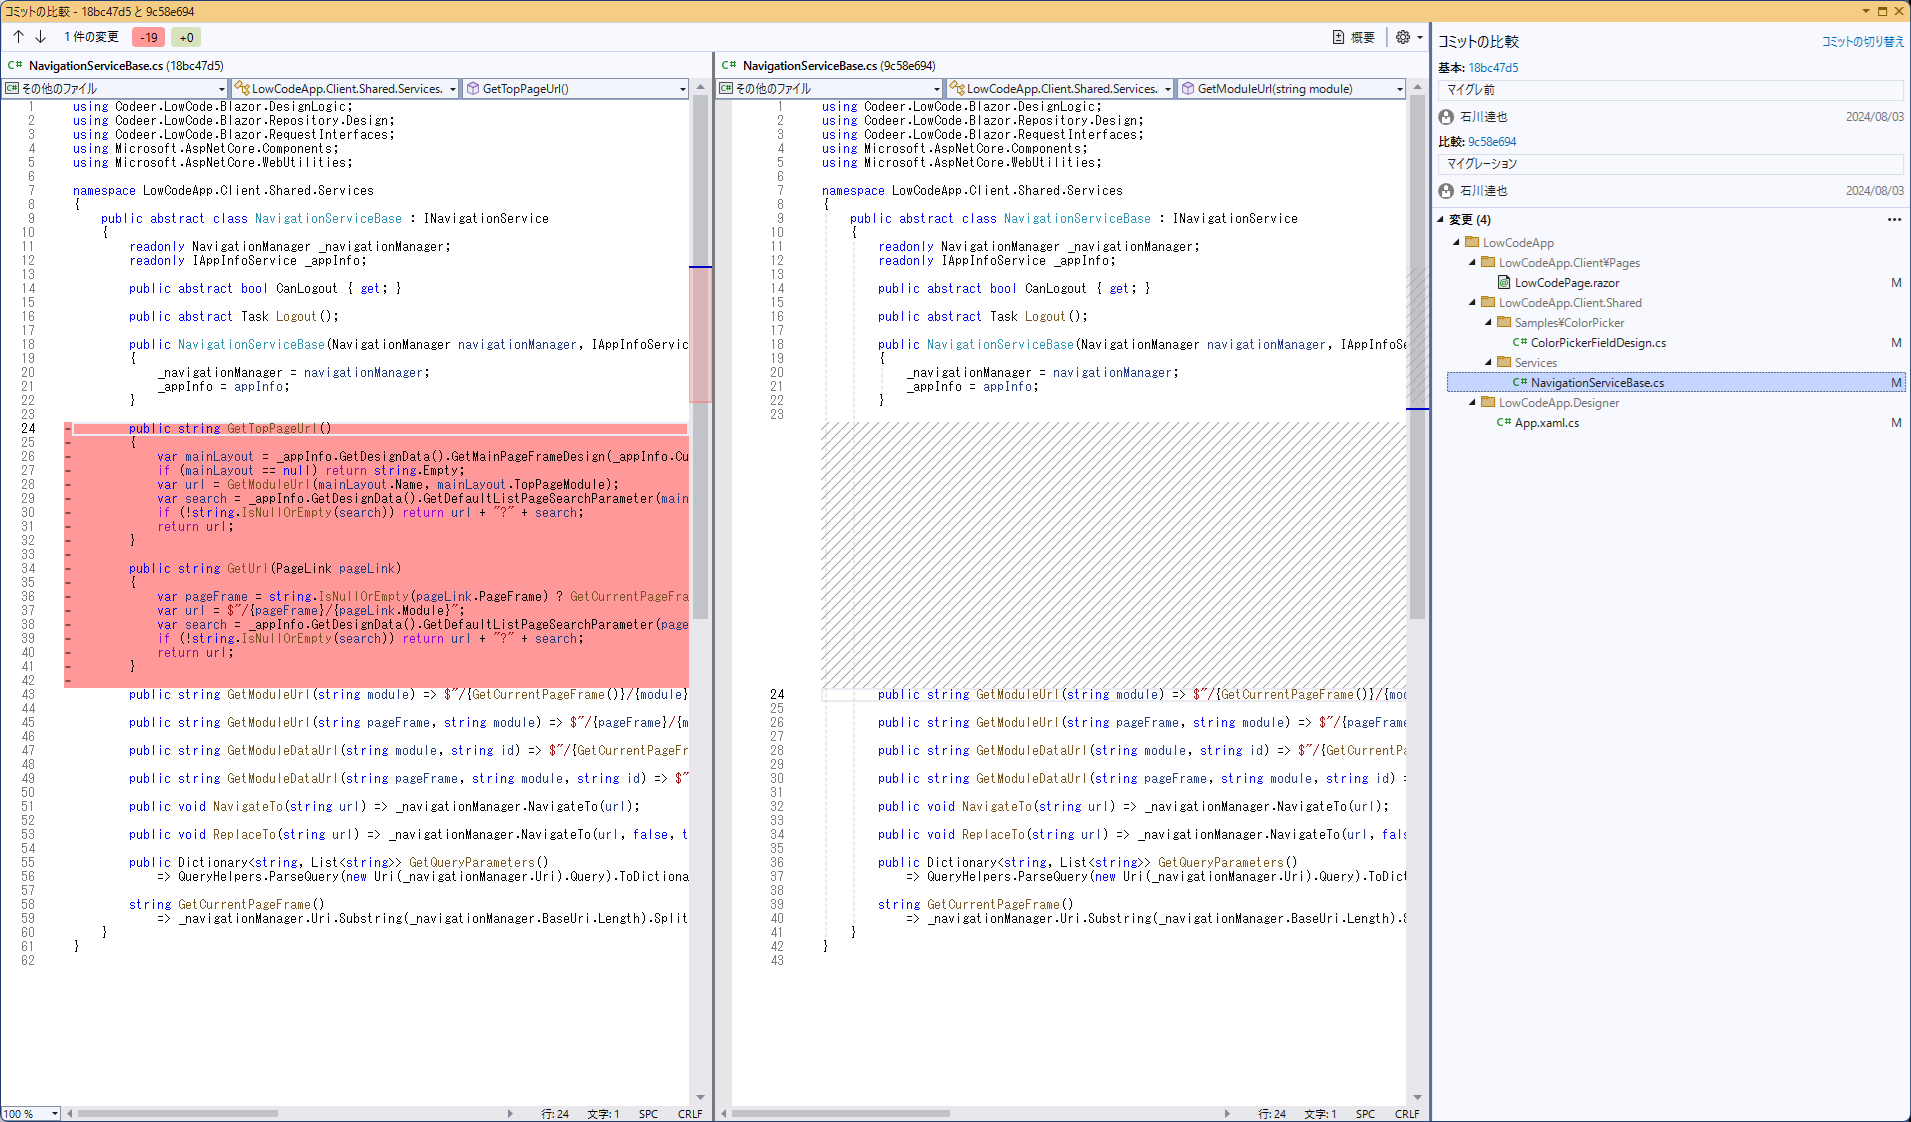 コミットの比較 - 18bc47d5 と 9c58e694
1 件の変更 -19 +0
概要
C# NavigationServiceBase.cs (18bc47d5)
C# その他のファイル LowCodeApp.Client.Shared.Services. GetTopPageUrl()
1 using Codeer.LowCode.Blazor.DesignLogic;
2 using Codeer.LowCode.Blazor.Repository.Design;
3 using Codeer.LowCode.Blazor.RequestInterfaces;
4 using Microsoft.AspNetCore.Components;
5 using Microsoft.AspNetCore.WebUtilities;
6
7 namespace LowCodeApp.Client.Shared.Services
8 {
9 public abstract class NavigationServiceBase : INavigationService
10 {
11 readonly NavigationManager _navigationManager;
12 readonly IAppInfoService _appInfo;
13
14 public abstract bool CanLogout { get; }
15
16 public abstract Task Logout();
17
18 public NavigationServiceBase(NavigationManager navigationManager, IAppInfoServic
19 {
20 _navigationManager = navigationManager;
21 _appInfo = appInfo;
22 }
23
24 - public string GetTopPageUrl()
25 - {
26 - var mainLayout = _appInfo.GetDesignData().GetMainPageFrameDesign(_appInfo.Cu
27 - if (mainLayout == null) return string.Empty;
28 - var url = GetModuleUrl(mainLayout.Name, mainLayout.TopPageModule);
29 - var search = _appInfo.GetDesignData().GetDefaultListPageSearchParameter(main
30 - if (!string.IsNullOrEmpty(search)) return url + "?" + search;
31 - return url;
32 - }
33 -
34 - public string GetUrl(PageLink pageLink)
35 - {
36 - var pageFrame = string.IsNullOrEmpty(pageLink.PageFrame) ? GetCurrentPageFra
37 - var url = $"/{pageFrame}/{pageLink.Module}";
38 - var search = _appInfo.GetDesignData().GetDefaultListPageSearchParameter(page
39 - if (!string.IsNullOrEmpty(search)) return url + "?" + search;
40 - return url;
41 - }
42 -
43 public string GetModuleUrl(string module) => $"/{GetCurrentPageFrame()}/{module}
44
45 public string GetModuleUrl(string pageFrame, string module) => $"/{pageFrame}/{m
46
47 public string GetModuleDataUrl(string module, string id) => $"/{GetCurrentPageFr
48
49 public string GetModuleDataUrl(string pageFrame, string module, string id) => $"
50
51 public void NavigateTo(string url) => _navigationManager.NavigateTo(url);
52
53 public void ReplaceTo(string url) => _navigationManager.NavigateTo(url, false, t
54
55 public Dictionary<string, List<string>> GetQueryParameters()
56 => QueryHelpers.ParseQuery(new Uri(_navigationManager.Uri).Query).ToDictiona
57
58 string GetCurrentPageFrame()
59 => _navigationManager.Uri.Substring(_navigationManager.BaseUri.Length).Split
60 }
61 }
62
100 % 行: 24 文字: 1 SPC CRLF
C# NavigationServiceBase.cs (9c58e694)
C# その他のファイル LowCodeApp.Client.Shared.Services. GetModuleUrl(string module)
1 using Codeer.LowCode.Blazor.DesignLogic;
2 using Codeer.LowCode.Blazor.Repository.Design;
3 using Codeer.LowCode.Blazor.RequestInterfaces;
4 using Microsoft.AspNetCore.Components;
5 using Microsoft.AspNetCore.WebUtilities;
6
7 namespace LowCodeApp.Client.Shared.Services
8 {
9 public abstract class NavigationServiceBase : INavigationService
10 {
11 readonly NavigationManager _navigationManager;
12 readonly IAppInfoService _appInfo;
13
14 public abstract bool CanLogout { get; }
15
16 public abstract Task Logout();
17
18 public NavigationServiceBase(NavigationManager navigationManager, IAppInfoSe
19 {
20 _navigationManager = navigationManager;
21 _appInfo = appInfo;
22 }
23
24 public string GetModuleUrl(string module) => $"/{GetCurrentPageFrame()}/{mod
25
26 public string GetModuleUrl(string pageFrame, string module) => $"/{pageFrame
27
28 public string GetModuleDataUrl(string module, string id) => $"/{GetCurrentPa
29
30 public string GetModuleDataUrl(string pageFrame, string module, string id) =
31
32 public void NavigateTo(string url) => _navigationManager.NavigateTo(url);
33
34 public void ReplaceTo(string url) => _navigationManager.NavigateTo(url, fals
35
36 public Dictionary<string, List<string>> GetQueryParameters()
37 => QueryHelpers.ParseQuery(new Uri(_navigationManager.Uri).Query).ToDict
38
39 string GetCurrentPageFrame()
40 => _navigationManager.Uri.Substring(_navigationManager.BaseUri.Length).S
41 }
42 }
43
行: 24 文字: 1 SPC CRLF
コミットの比較 コミットの切り替え
基本: 18bc47d5
マイグレ前
石川達也 2024/08/03
比較: 9c58e694
マイグレーション
石川達也 2024/08/03
変更 (4) •••
LowCodeApp
LowCodeApp.Client¥Pages
LowCodePage.razor M
LowCodeApp.Client.Shared
Samples¥ColorPicker
C# ColorPickerFieldDesign.cs M
Services
C# NavigationServiceBase.cs M
LowCodeApp.Designer
C# App.xaml.cs M